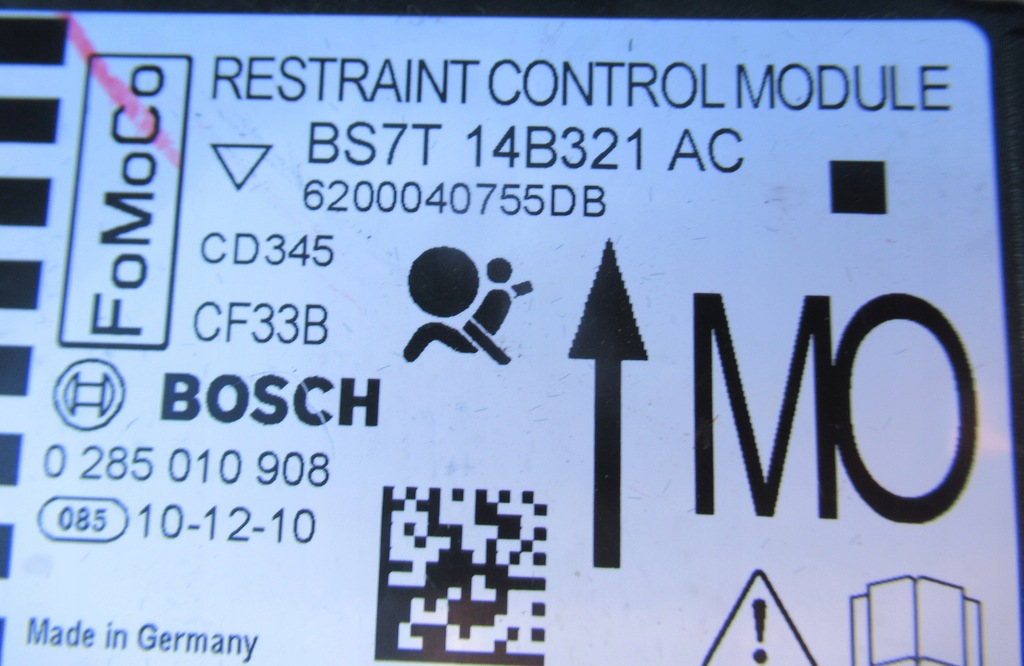 FoMoCo
RESTRAINT CONTROL MODULE
BS7T 14B321 AC
6200040755DB
CD345
CF33B
MO
BOSCH
0 285 010 908
085 10-12-10
Made in Germany